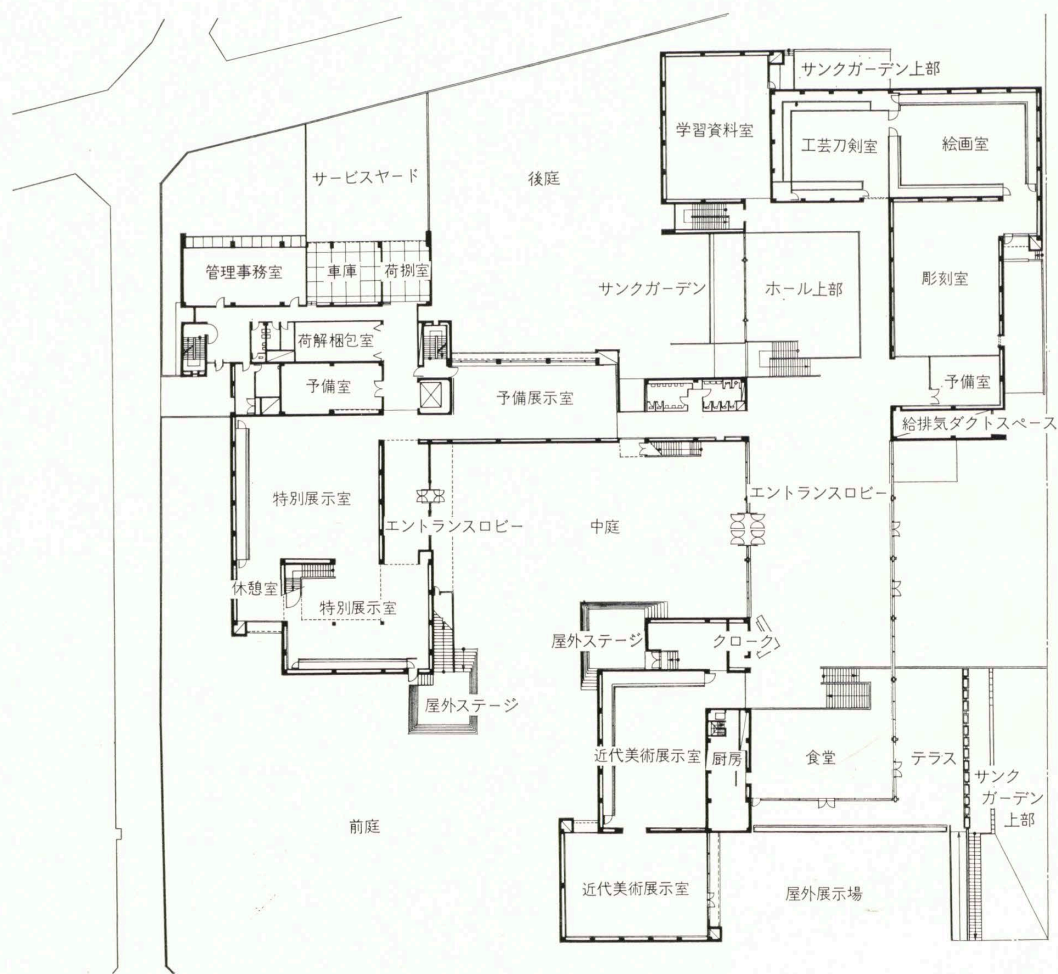 サンクガーデン上部
学習資料室
工芸刀剣室
絵画室
サービスヤード
後庭
管理事務室
車庫
荷捌室
サンクガーデン
ホール上部
彫刻室
荷解梱包室
予備室
予備展示室
予備室
給排気ダクトスペース
特別展示室
エントランスロビー
中庭
エントランスロビー
休憩室
特別展示室
屋外ステージ
クローク
屋外ステージ
近代美術展示室
厨房
食堂
テラス
サンク
ガーデン
上部
前庭
近代美術展示室
屋外展示場